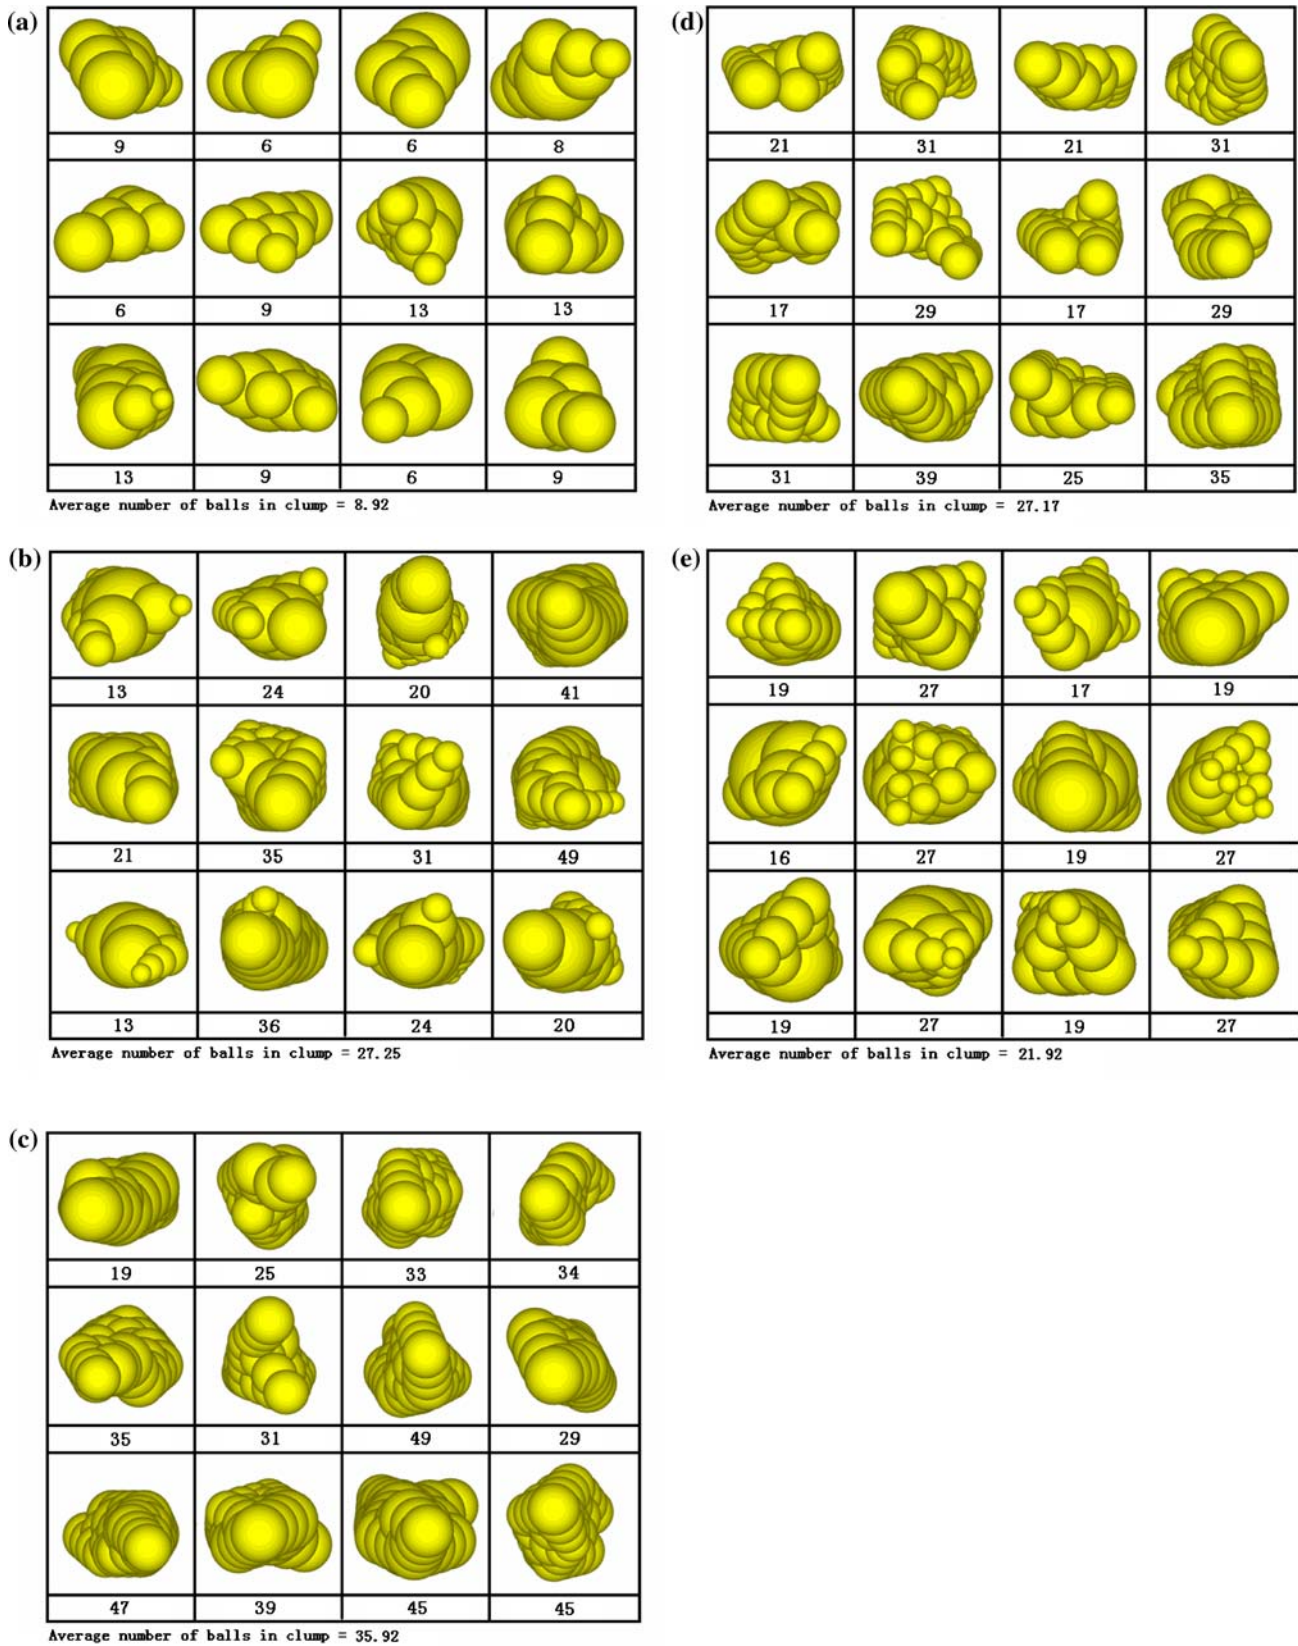 (a)
9 6 6 8
6 9 13 13
13 9 6 9
Average number of balls in clump = 8.92
(b)
13 24 20 41
21 35 31 49
13 36 24 20
Average number of balls in clump = 27.25
(c)
19 25 33 34
35 31 49 29
47 39 45 45
Average number of balls in clump = 35.92
(d)
21 31 21 31
17 29 17 29
31 39 25 35
Average number of balls in clump = 27.17
(e)
19 27 17 19
16 27 19 27
19 27 19 27
Average number of balls in clump = 21.92